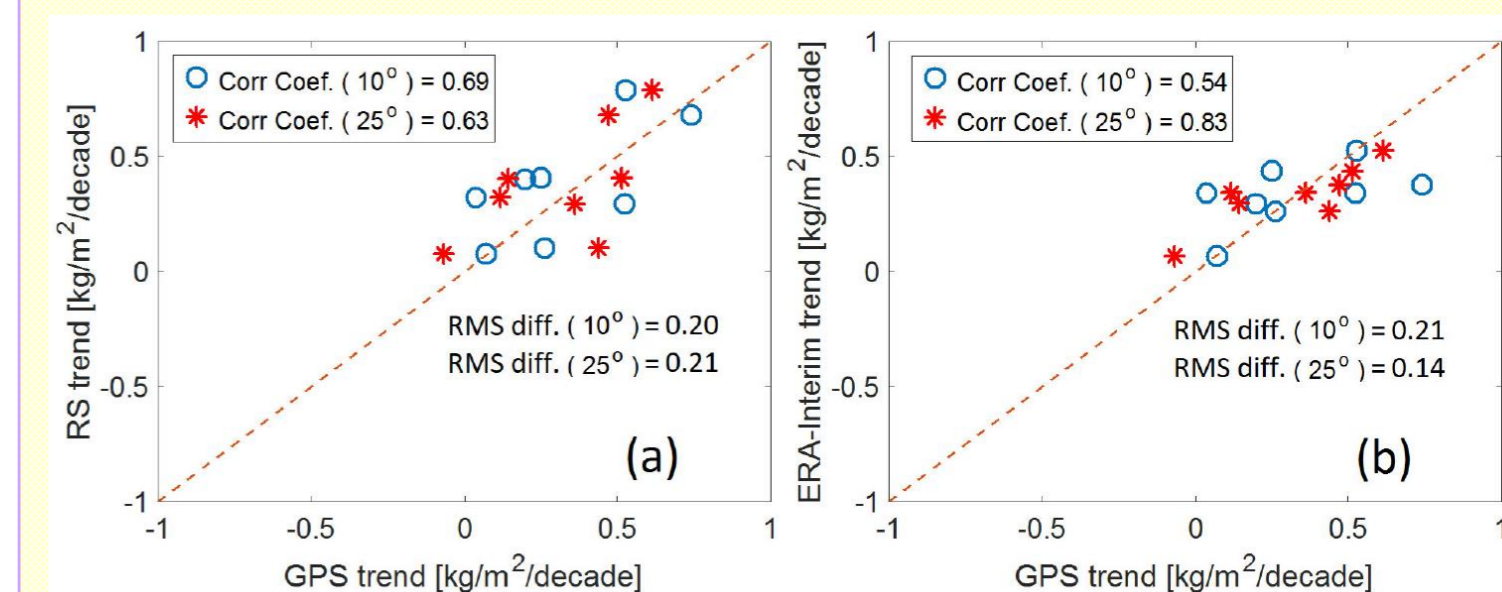 1
0.5
0
-0.5
-1
-1
-0.5
0
0.5
1
RS trend [kg/m²/decade]
GPS trend [kg/m²/decade]
Corr Coef. ( 10° ) = 0.69
Corr Coef. ( 25° ) = 0.63
RMS diff. ( 10° ) = 0.20
RMS diff. ( 25° ) = 0.21
(a)
1
0.5
0
-0.5
-1
-1
-0.5
0
0.5
1
ERA-Interim trend [kg/m²/decade]
GPS trend [kg/m²/decade]
Corr Coef. ( 10° ) = 0.54
Corr Coef. ( 25° ) = 0.83
RMS diff. ( 10° ) = 0.21
RMS diff. ( 25° ) = 0.14
(b)